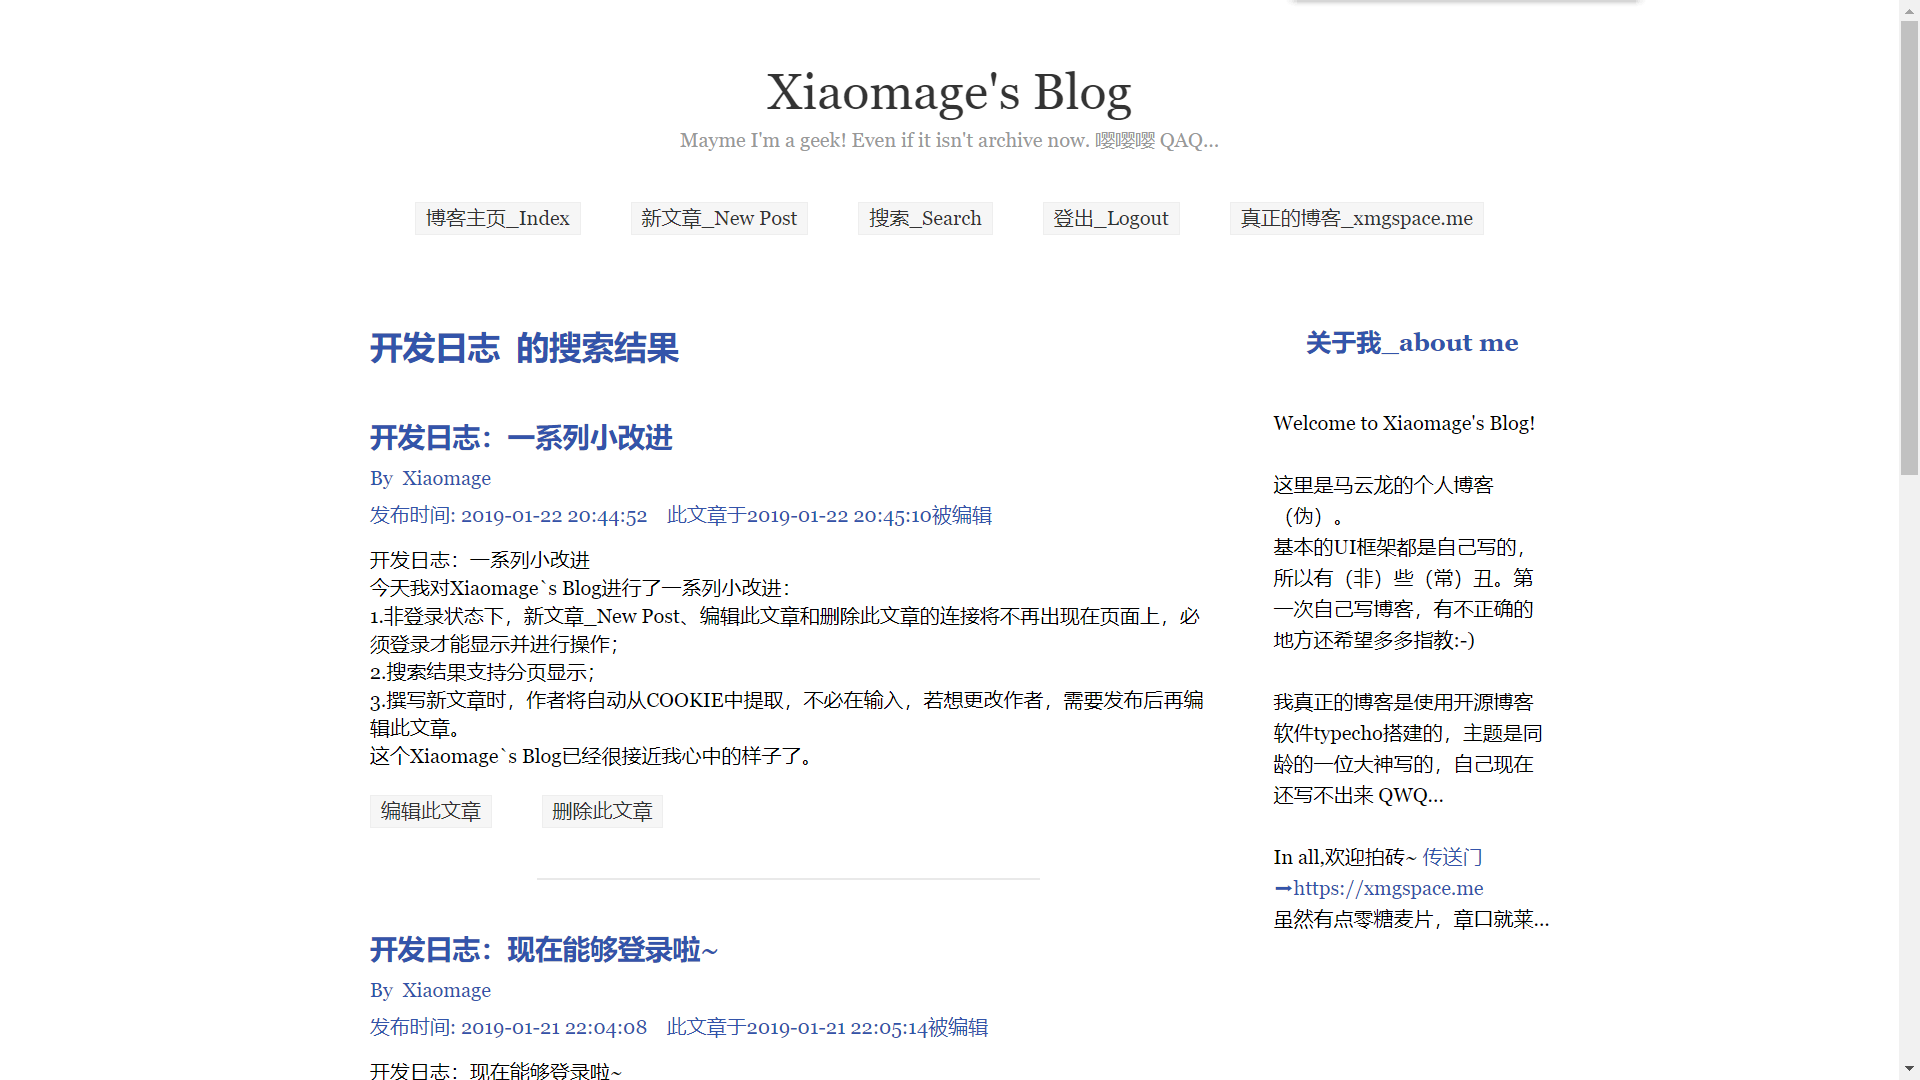 Xiaomage's Blog
Mayme I'm a geek! Even if it isn't archive now. 嘤嘤嘤 QAQ...
博客主页_Index
新文章_New Post
搜索_Search
登出_Logout
真正的博客_xmgspace.me
开发日志 的搜索结果
开发日志：一系列小改进
By Xiaomage
发布时间: 2019-01-22 20:44:52 此文章于2019-01-22 20:45:10被编辑
开发日志：一系列小改进
今天我对Xiaomage`s Blog进行了一系列小改进：
1.非登录状态下，新文章_New Post、编辑此文章和删除此文章的连接将不再出现在页面上，必
须登录才能显示并进行操作；
2.搜索结果支持分页显示；
3.撰写新文章时，作者将自动从COOKIE中提取，不必在输入，若想更改作者，需要发布后再编
辑此文章。
这个Xiaomage`s Blog已经很接近我心中的样子了。
编辑此文章
删除此文章
开发日志：现在能够登录啦~
By Xiaomage
发布时间: 2019-01-21 22:04:08 此文章于2019-01-21 22:05:14被编辑
开发日志：现在能够登录啦~
关于我_about me
Welcome to Xiaomage's Blog!
这里是马云龙的个人博客
（伪）。
基本的UI框架都是自己写的，
所以有（非）些（常）丑。第
一次自己写博客，有不正确的
地方还希望多多指教:-)
我真正的博客是使用开源博客
软件typecho搭建的，主题是同
龄的一位大神写的，自己现在
还写不出来 QWQ...
In all,欢迎拍砖~ 传送门
➞https://xmgspace.me
虽然有点零糖麦片，章口就莱...